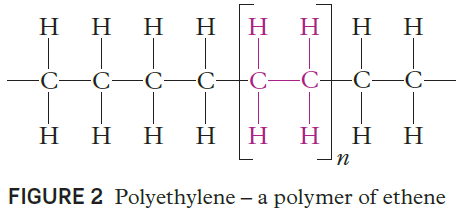 H H H H H H H H
C C C C C C C C
H H H H H H H H
n
FIGURE 2 Polyethylene – a polymer of ethene